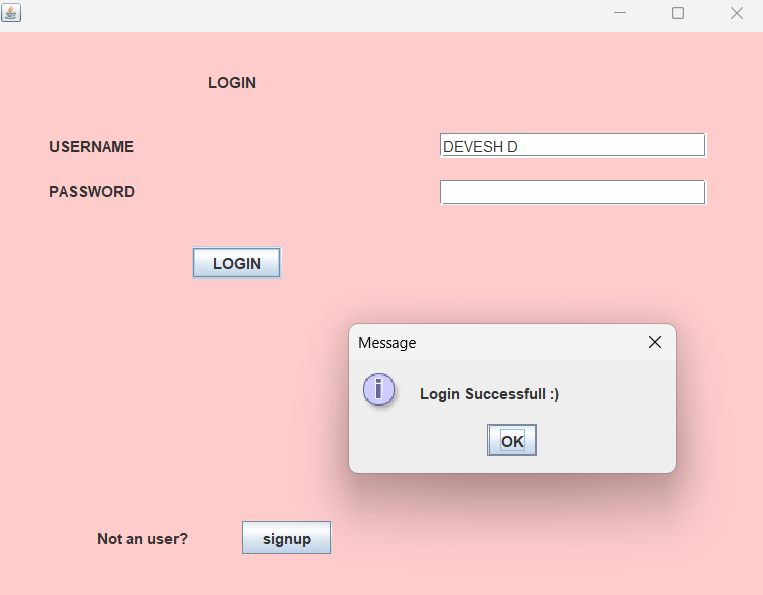 LOGIN
USERNAME
DEVESH D
PASSWORD
LOGIN
Message
Login Successfull :)
OK
Not an user?
signup